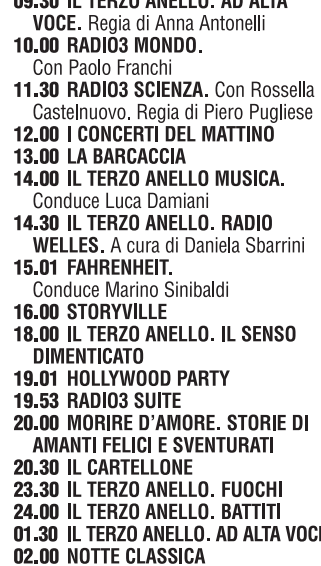 09.30 IL TERZO ANELLO. AD ALTA
VOCE. Regia di Anna Antonelli
10.00 RADIO3 MONDO.
Con Paolo Franchi
11.30 RADIO3 SCIENZA. Con Rossella
Castelnuovo. Regia di Piero Pugliese
12.00 I CONCERTI DEL MATTINO
13.00 LA BARCACCIA
14.00 IL TERZO ANELLO MUSICA.
Conduce Luca Damiani
14.30 IL TERZO ANELLO. RADIO
WELLES. A cura di Daniela Sbarrini
15.01 FAHRENHEIT.
Conduce Marino Sinibaldi
16.00 STORYVILLE
18.00 IL TERZO ANELLO. IL SENSO
DIMENTICATO
19.01 HOLLYWOOD PARTY
19.53 RADIO3 SUITE
20.00 MORIRE D'AMORE. STORIE DI
AMANTI FELICI E SVENTURATI
20.30 IL CARTELLONE
23.30 IL TERZO ANELLO. FUOCHI
24.00 IL TERZO ANELLO. BATTITI
01.30 IL TERZO ANELLO. AD ALTA VOCE
02.00 NOTTE CLASSICA